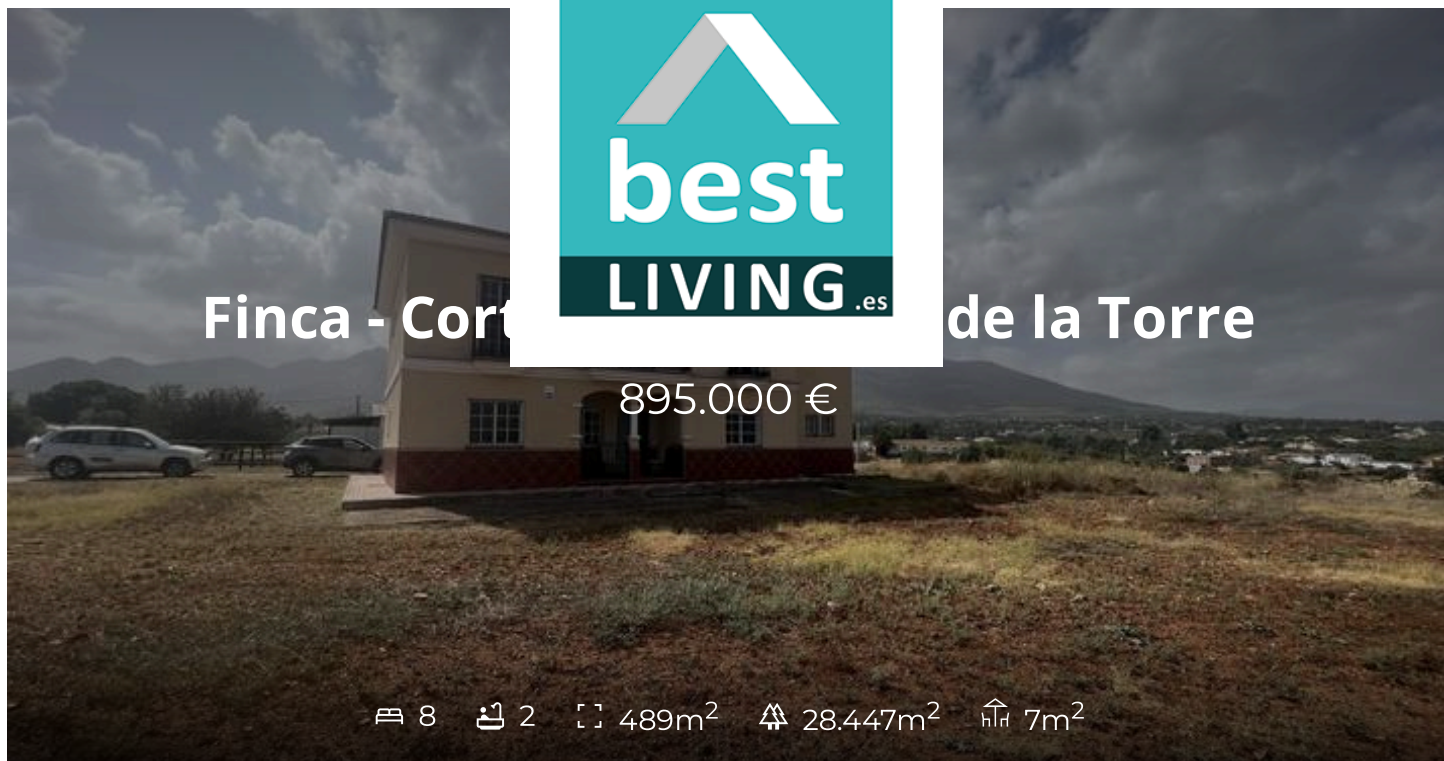 best
LIVING.es
Finca - Cort de la Torre
895.000 €
8 2 489m² 28.447m² 7m²